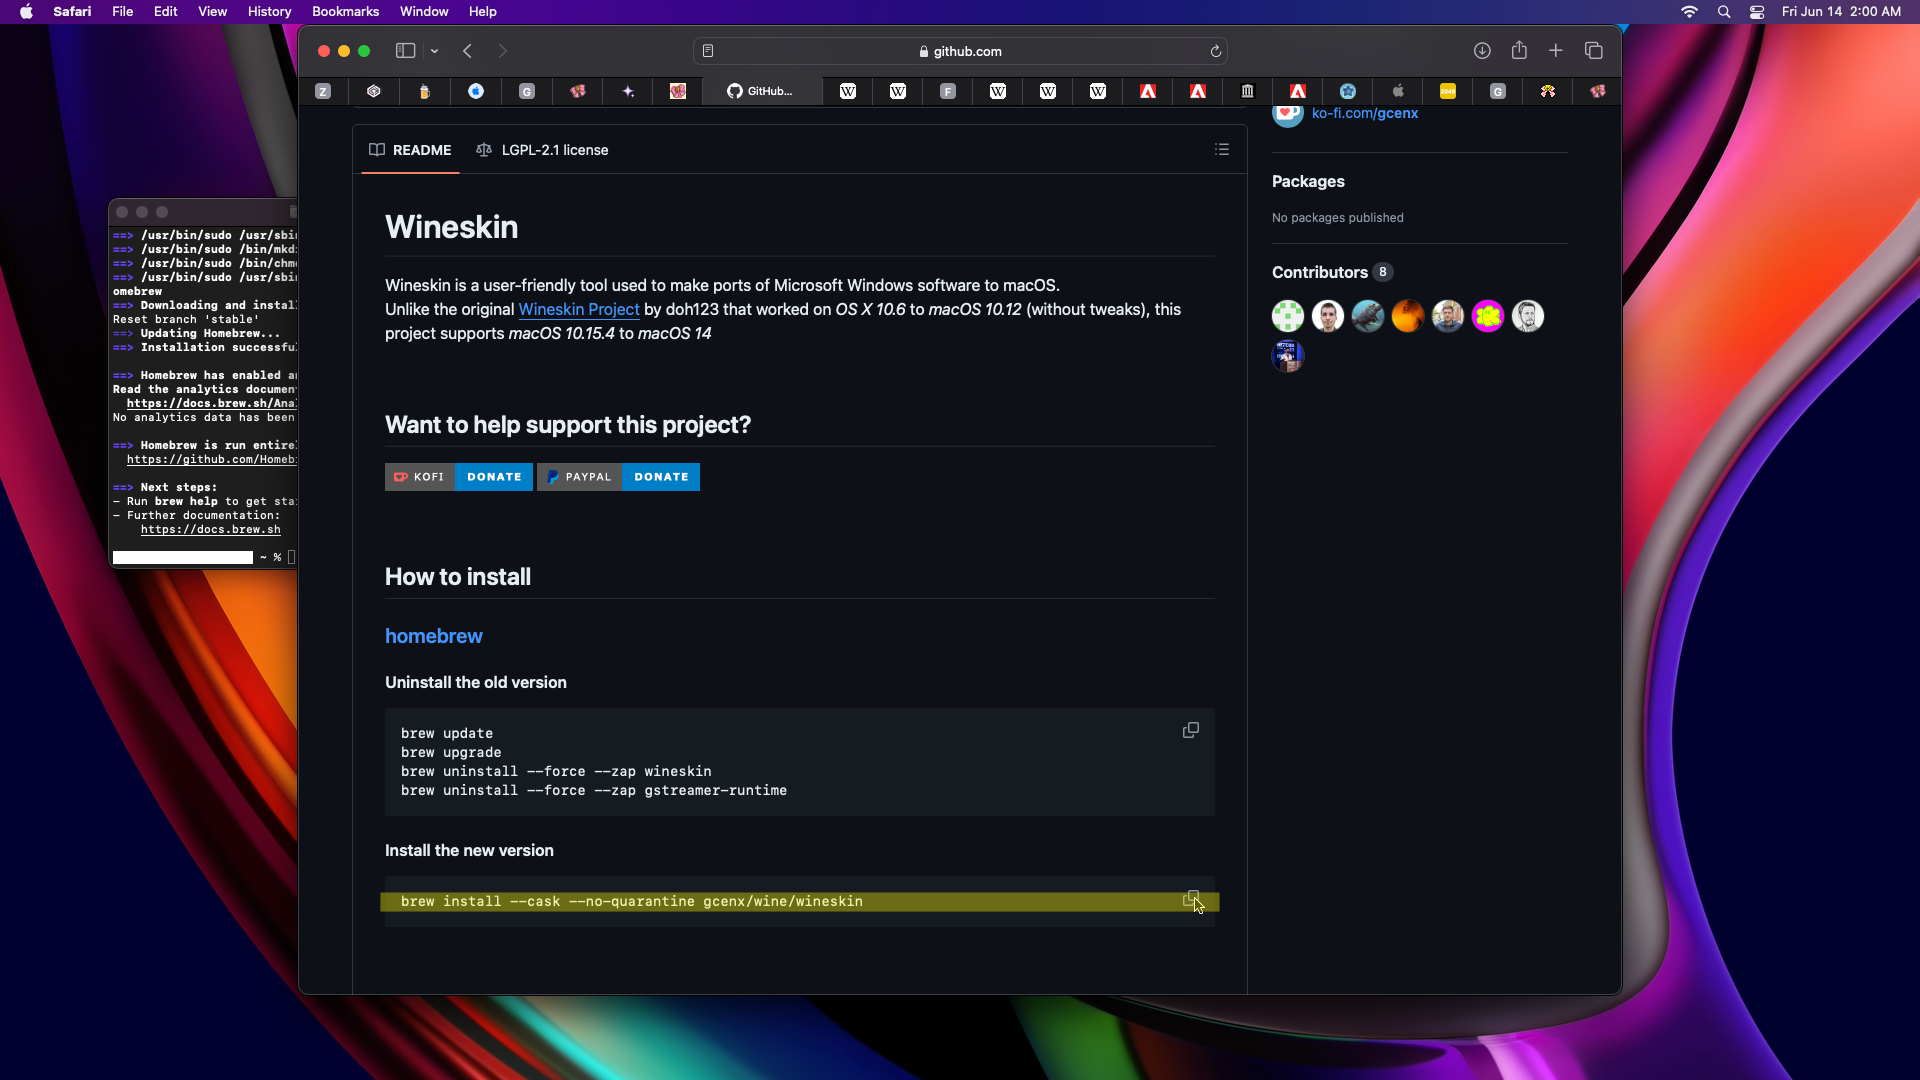 Safari File Edit View History Bookmarks Window Help
Fri Jun 14 2:00 AM
github.com
Z
G
GitHub...
W
W
F
W
W
W
2048
G
ko-fi.com/gcenx
README
LGPL-2.1 license
Wineskin
Wineskin is a user-friendly tool used to make ports of Microsoft Windows software to macOS.
Unlike the original Wineskin Project by doh123 that worked on OS X 10.6 to macOS 10.12 (without tweaks), this
project supports macOS 10.15.4 to macOS 14
Want to help support this project?
KOFI DONATE PAYPAL DONATE
How to install
homebrew
Uninstall the old version
brew update
brew upgrade
brew uninstall --force --zap wineskin
brew uninstall --force --zap gstreamer-runtime
Install the new version
brew install --cask --no-quarantine gcenx/wine/wineskin
Packages
No packages published
Contributors 8
==> /usr/bin/sudo /usr/sbin
==> /usr/bin/sudo /bin/mkd
==> /usr/bin/sudo /bin/chm
==> /usr/bin/sudo /usr/sbin
omebrew
==> Downloading and instal
Reset branch 'stable'
==> Updating Homebrew...
==> Installation successfu
==> Homebrew has enabled a
Read the analytics documen
https://docs.brew.sh/Ana
No analytics data has been
==> Homebrew is run entire
https://github.com/Homeb
==> Next steps:
- Run brew help to get sta
- Further documentation:
https://docs.brew.sh
~ %